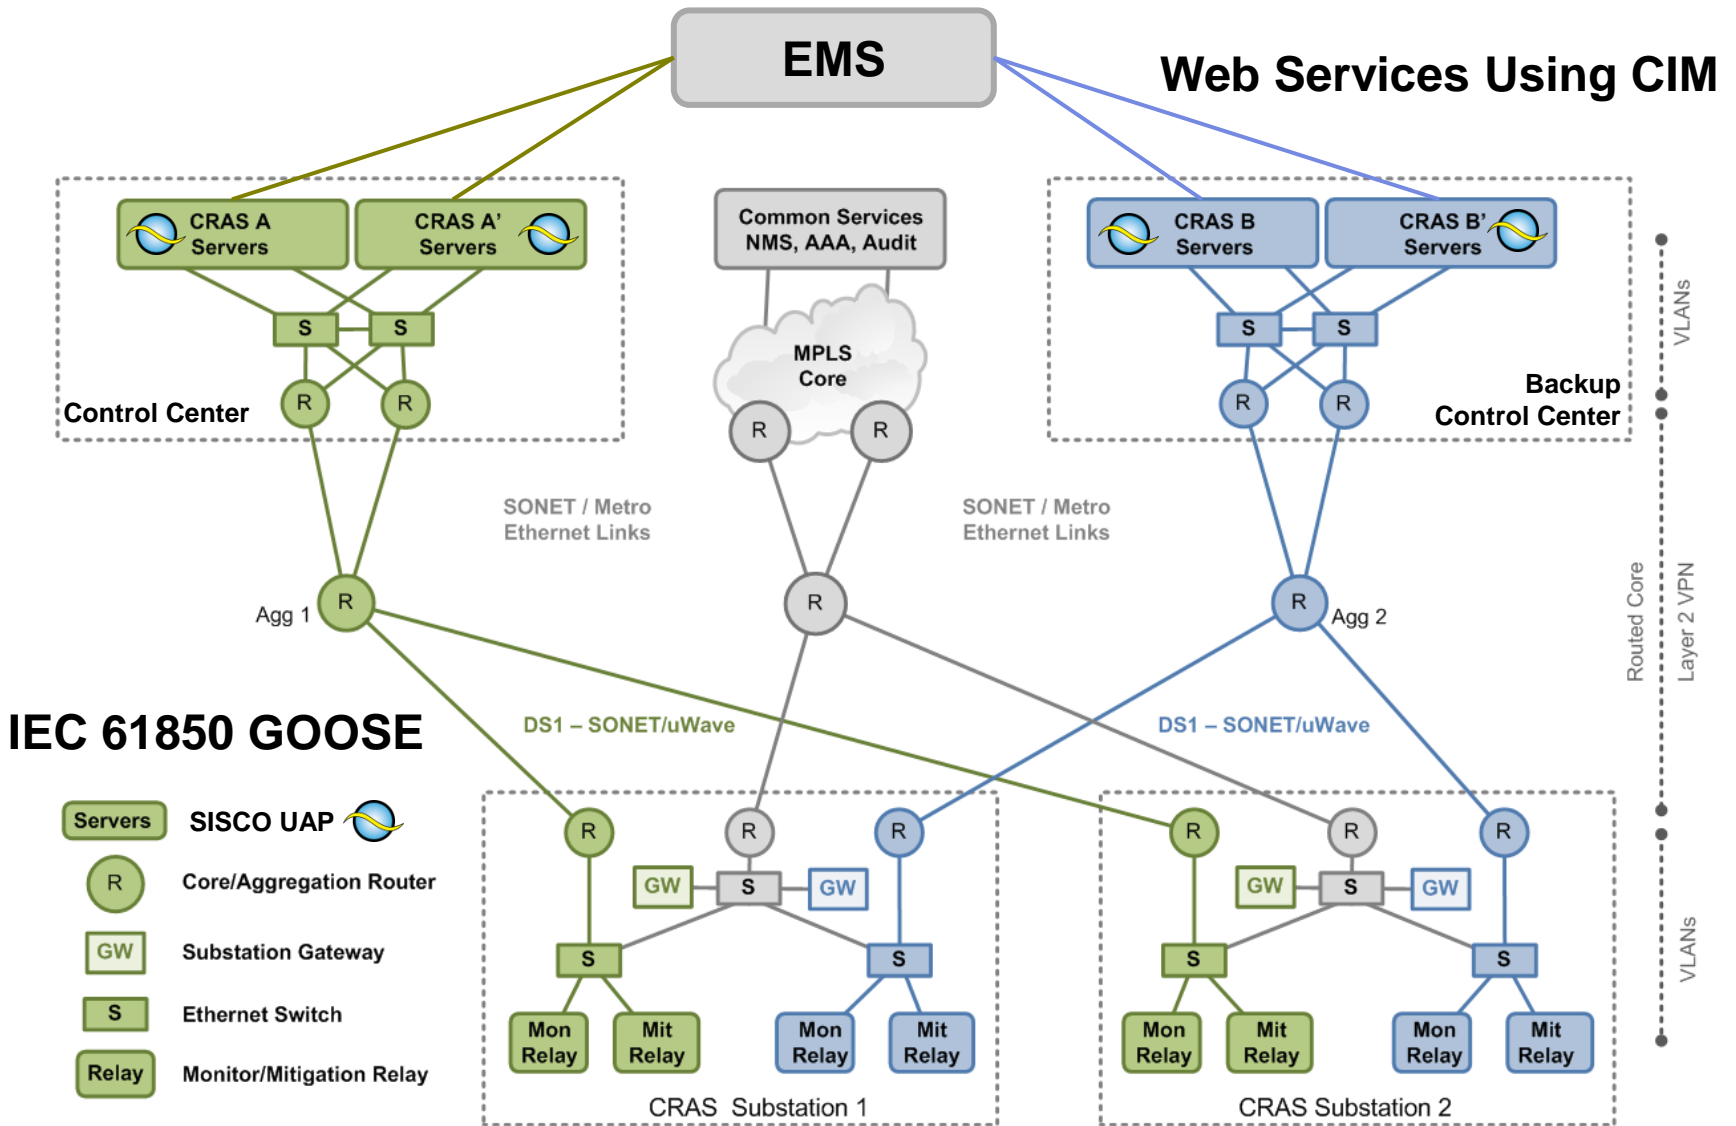 EMS
Web Services Using CIM
CRAS A
Servers
CRAS A’
Servers
Common Services
NMS, AAA, Audit
CRAS B
Servers
CRAS B’
Servers
S
S
S
S
VLANs
MPLS
Core
R
R
Control Center
R
R
R
R
Backup
Control Center
SONET / Metro
Ethernet Links
SONET / Metro
Ethernet Links
R
Agg 1
R
R
Agg 2
Routed Core
Layer 2 VPN
IEC 61850 GOOSE
DS1 – SONET/uWave
DS1 – SONET/uWave
Servers
SISCO UAP
R
Core/Aggregation Router
GW
Substation Gateway
S
Ethernet Switch
Relay
Monitor/Mitigation Relay
R
R
R
GW
S
GW
S
S
Mon
Relay
Mit
Relay
Mon
Relay
Mit
Relay
CRAS Substation 1
R
R
R
GW
S
GW
S
S
Mon
Relay
Mit
Relay
Mon
Relay
Mit
Relay
CRAS Substation 2
VLANs